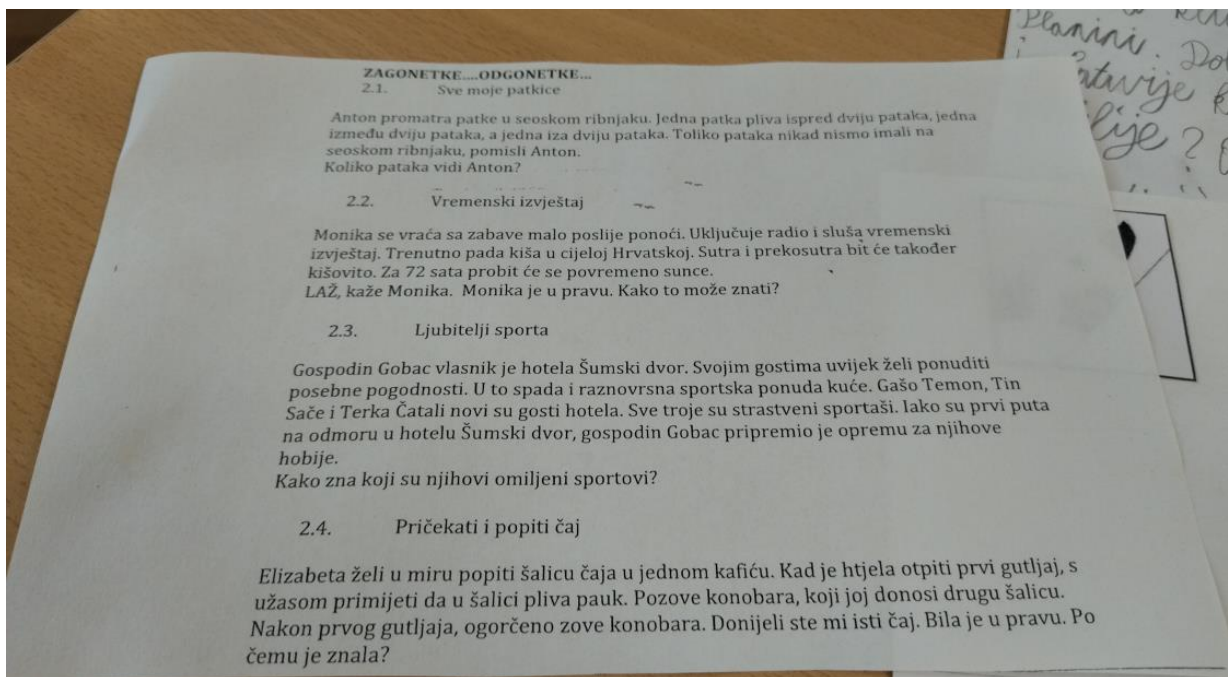 ZAGONETKE....ODGONETKE...
2.1. Sve moje patkice
Anton promatra patke u seoskom ribnjaku. Jedna patka pliva ispred dviju pataka, jedna
između dviju pataka, a jedna iza dviju pataka. Toliko pataka nikad nismo imali na
seoskom ribnjaku, pomisli Anton.
Koliko pataka vidi Anton?
2.2. Vremenski izvještaj
Monika se vraća sa zabave malo poslije ponoći. Uključuje radio i sluša vremenski
izvještaj. Trenutno pada kiša u cijeloj Hrvatskoj. Sutra i prekosutra bit će također
kišovito. Za 72 sata probit će se povremeno sunce.
LAŽ, kaže Monika. Monika je u pravu. Kako to može znati?
2.3. Ljubitelji sporta
Gospodin Gobac vlasnik je hotela Šumski dvor. Svojim gostima uvijek želi ponuditi
posebne pogodnosti. U to spada i raznovrsna sportska ponuda kuće. Gašo Temon, Tin
Sače i Terka Čatali novi su gosti hotela. Sve troje su strastveni sportaši. Iako su prvi puta
na odmoru u hotelu Šumski dvor, gospodin Gobac pripremio je opremu za njihove
hobije.
Kako zna koji su njihovi omiljeni sportovi?
2.4. Pričekati i popiti čaj
Elizabeta želi u miru popiti šalicu čaja u jednom kafiću. Kad je htjela otpiti prvi gutljaj, s
užasom primijeti da u šalici pliva pauk. Pozove konobara, koji joj donosi drugu šalicu.
Nakon prvog gutljaja, ogorčeno zove konobara. Donijeli ste mi isti čaj. Bila je u pravu. Po
čemu je znala?
Planini.